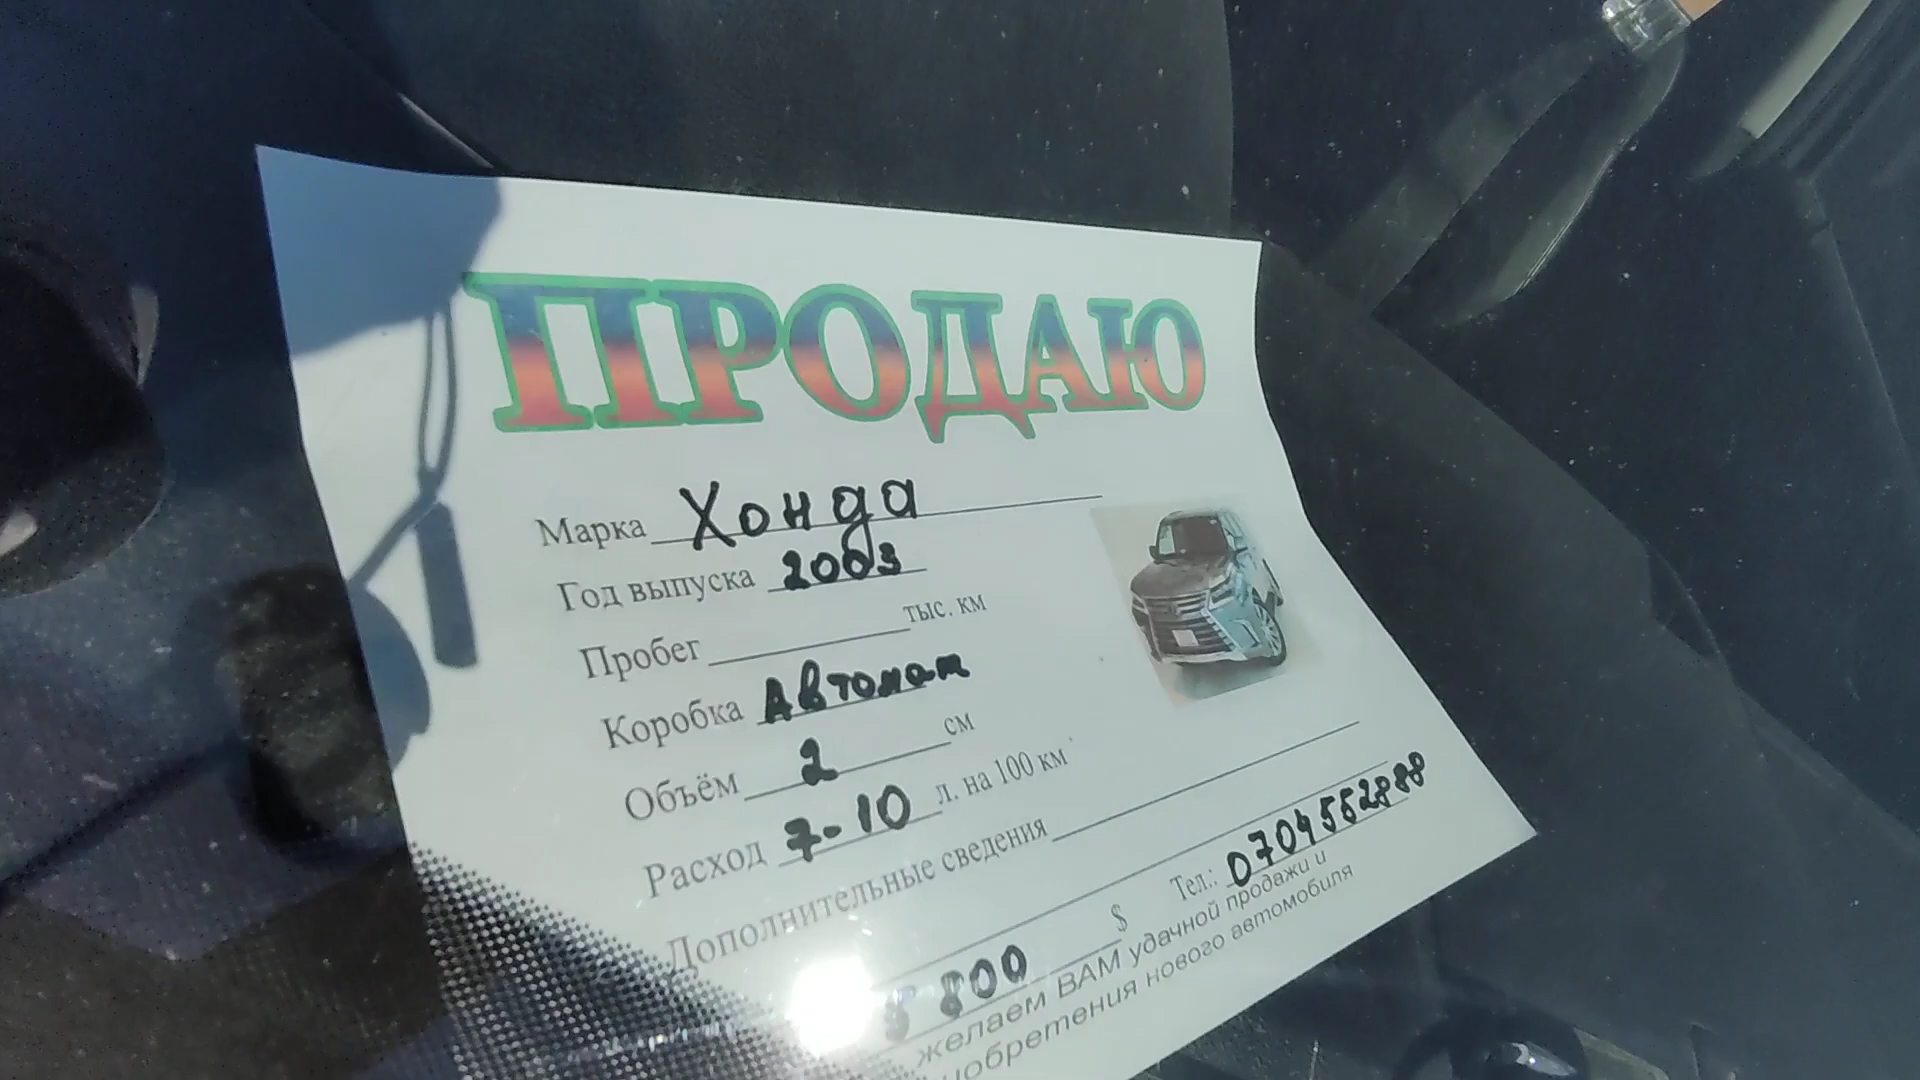 ПРОДАЮ
Марка Хонда
Год выпуска 2003
Пробег тыс. км
Коробка Автомат
Объём 2 см
Расход 7-10 л. на 100 км
Дополнительные сведения
800 $ Тел.: 0704552888
желаем ВАМ удачной продажи и
нового автомобиля